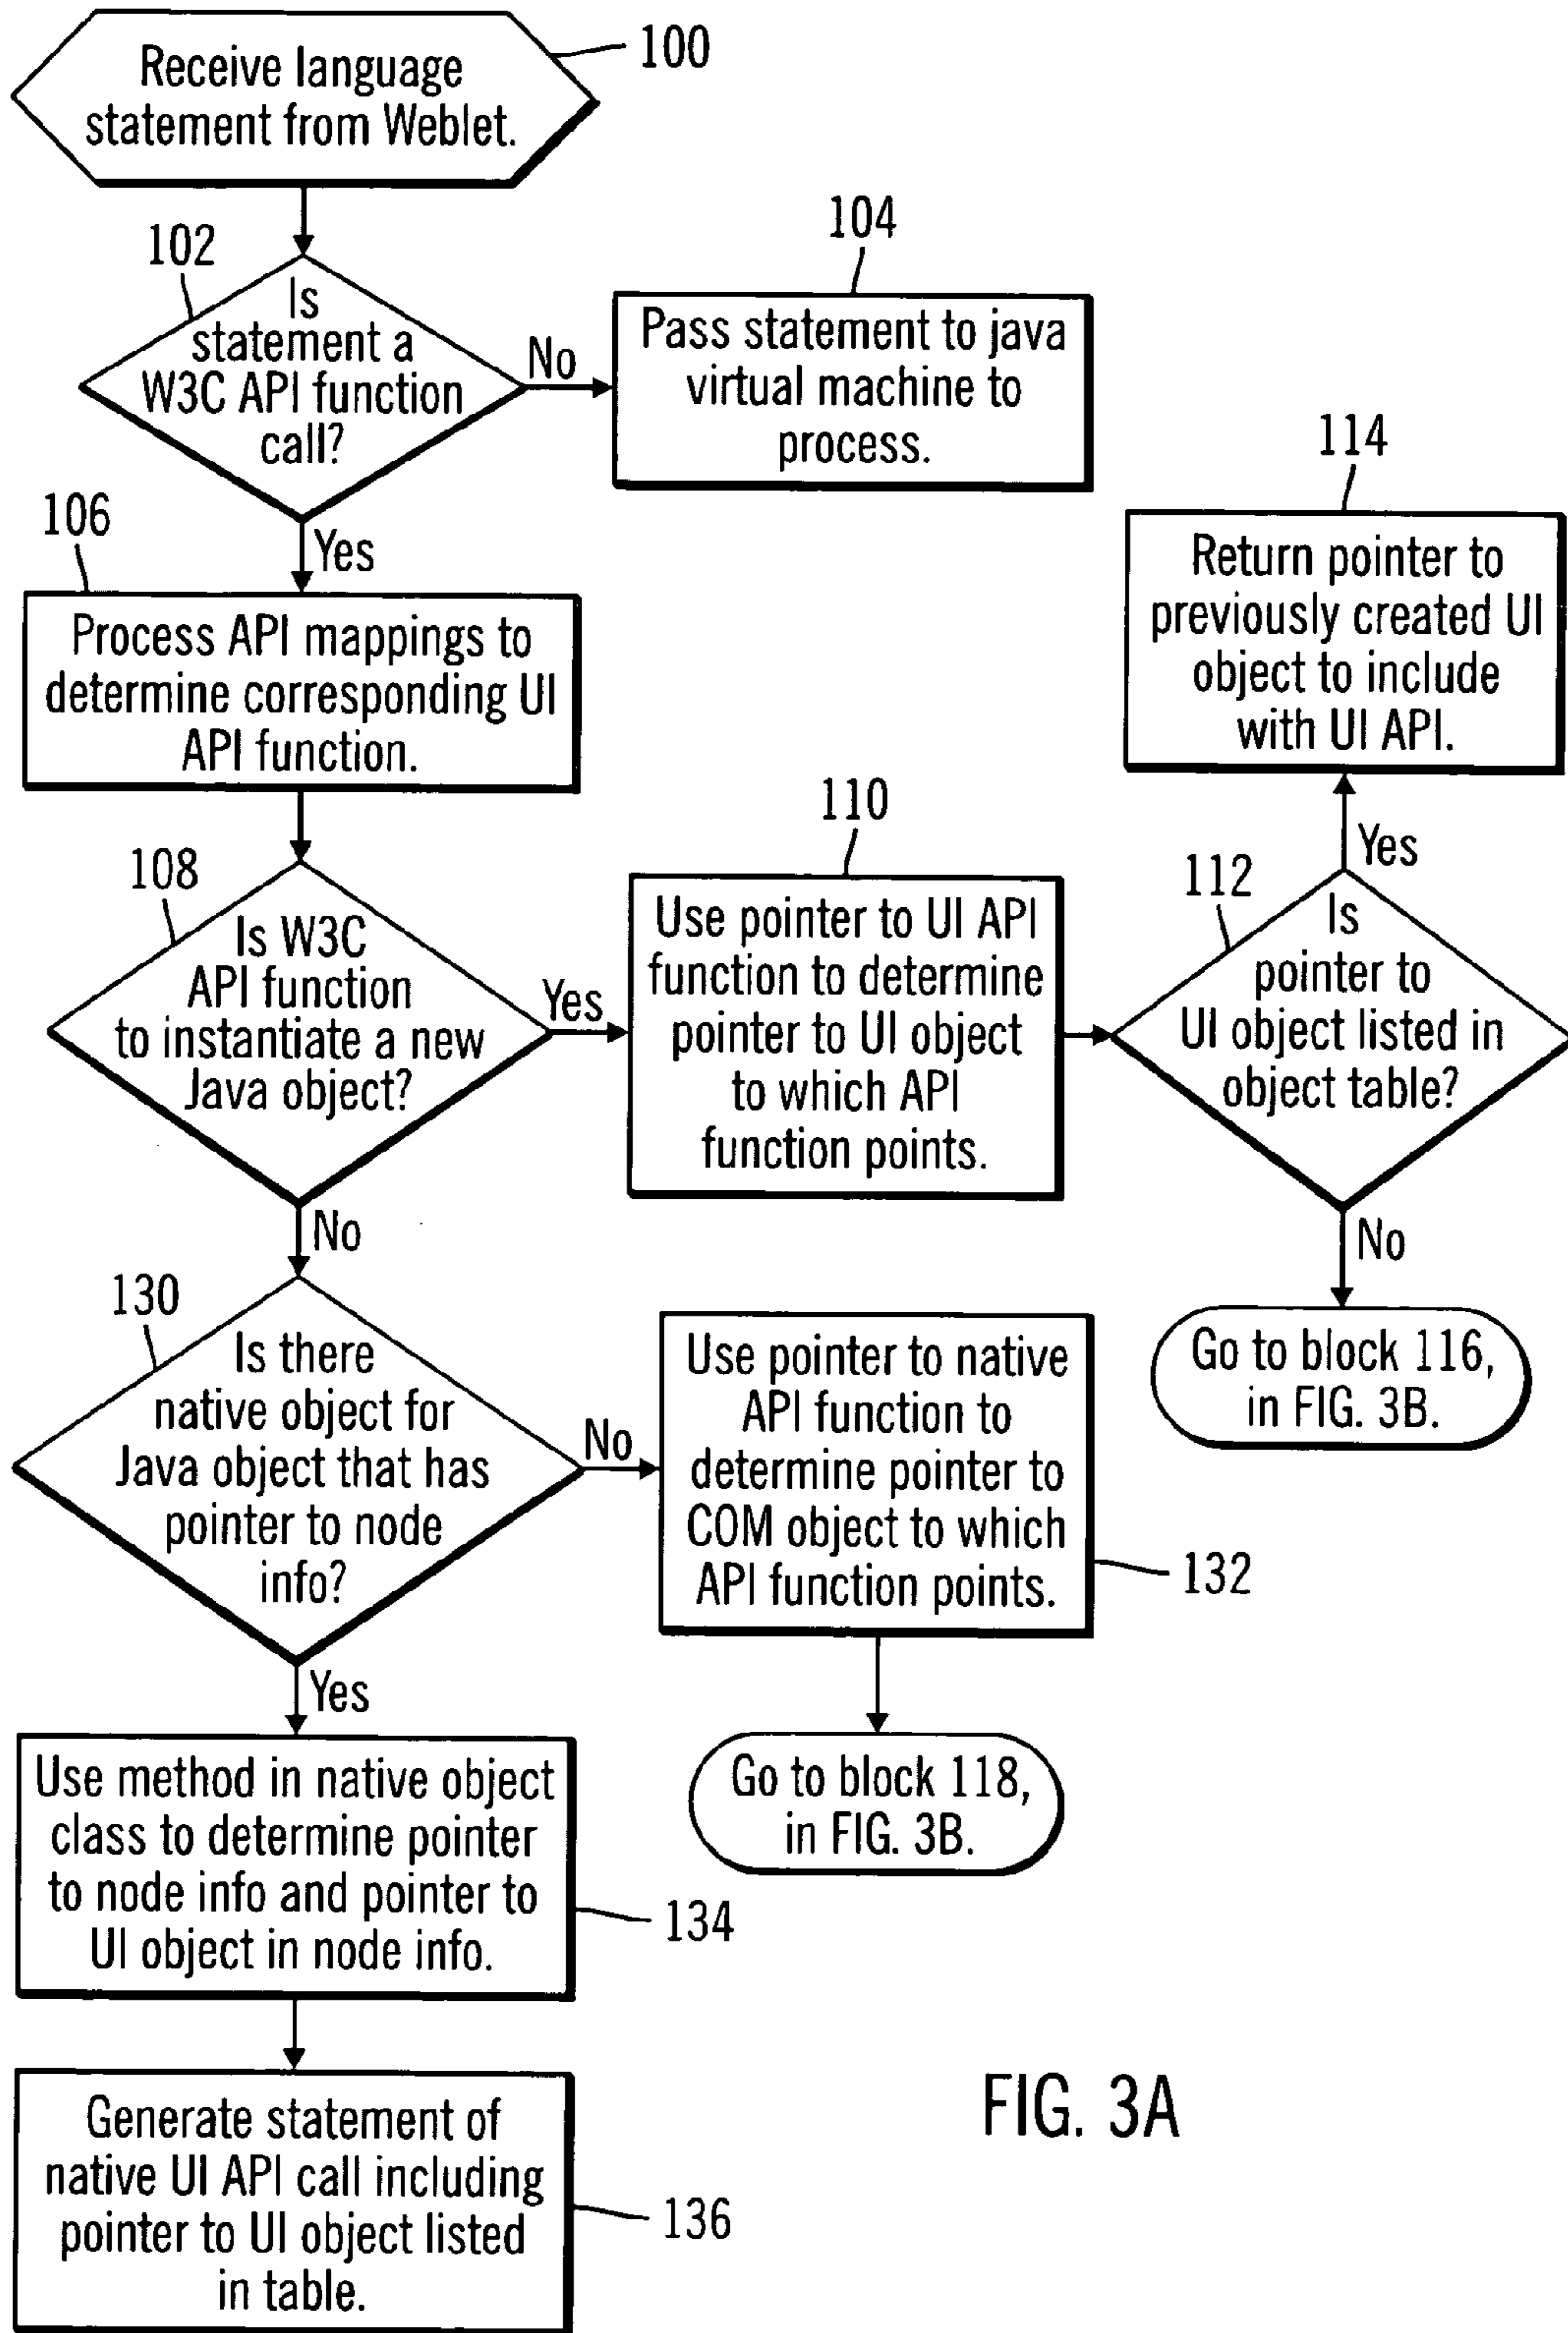 Receive language
statement from Weblet.
100
102
Is
statement a
W3C API function
call?
No
104
Pass statement to java
virtual machine to
process.
Yes
106
Process API mappings to
determine corresponding UI
API function.
108
Is W3C
API function
to instantiate a new
Java object?
Yes
110
Use pointer to UI API
function to determine
pointer to UI object
to which API
function points.
112
Is
pointer to
UI object listed in
object table?
Yes
114
Return pointer to
previously created UI
object to include
with UI API.
No
Go to block 116,
in FIG. 3B.
No
130
Is there
native object for
Java object that has
pointer to node
info?
No
Use pointer to native
API function to
determine pointer to
COM object to which
API function points.
132
Go to block 118,
in FIG. 3B.
Yes
Use method in native object
class to determine pointer
to node info and pointer to
UI object in node info.
134
Generate statement of
native UI API call including
pointer to UI object listed
in table.
136
FIG. 3A